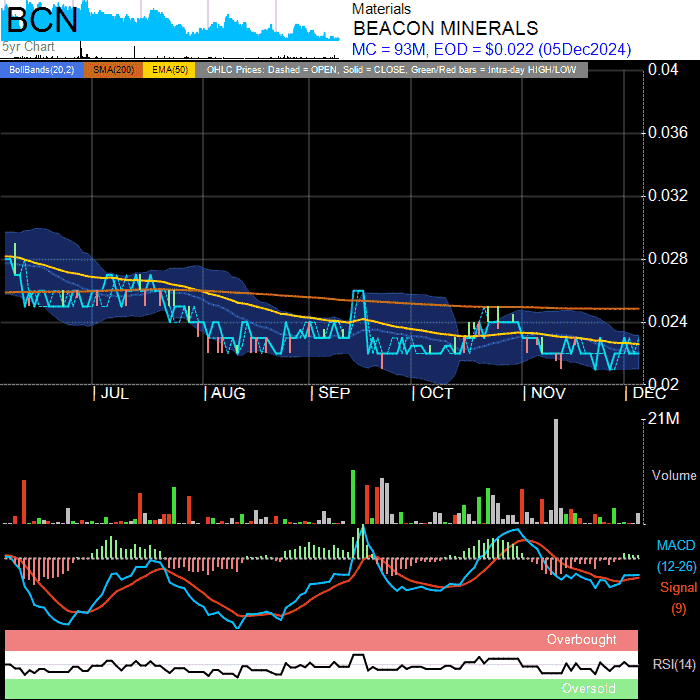 BCN
5yr Chart
Materials
BEACON MINERALS
MC = 93M, EOD = $0.022 (05Dec2024)
BollBands(20,2) SMA(200) EMA(50) OHLC Prices: Dashed = OPEN, Solid = CLOSE, Green/Red bars = Intra-day HIGH/LOW
0.04
0.036
0.032
0.028
0.024
0.02
JUL AUG SEP OCT NOV DEC
21M
Volume
MACD
(12-26)
Signal
(9)
Overbought
RSI(14)
Oversold